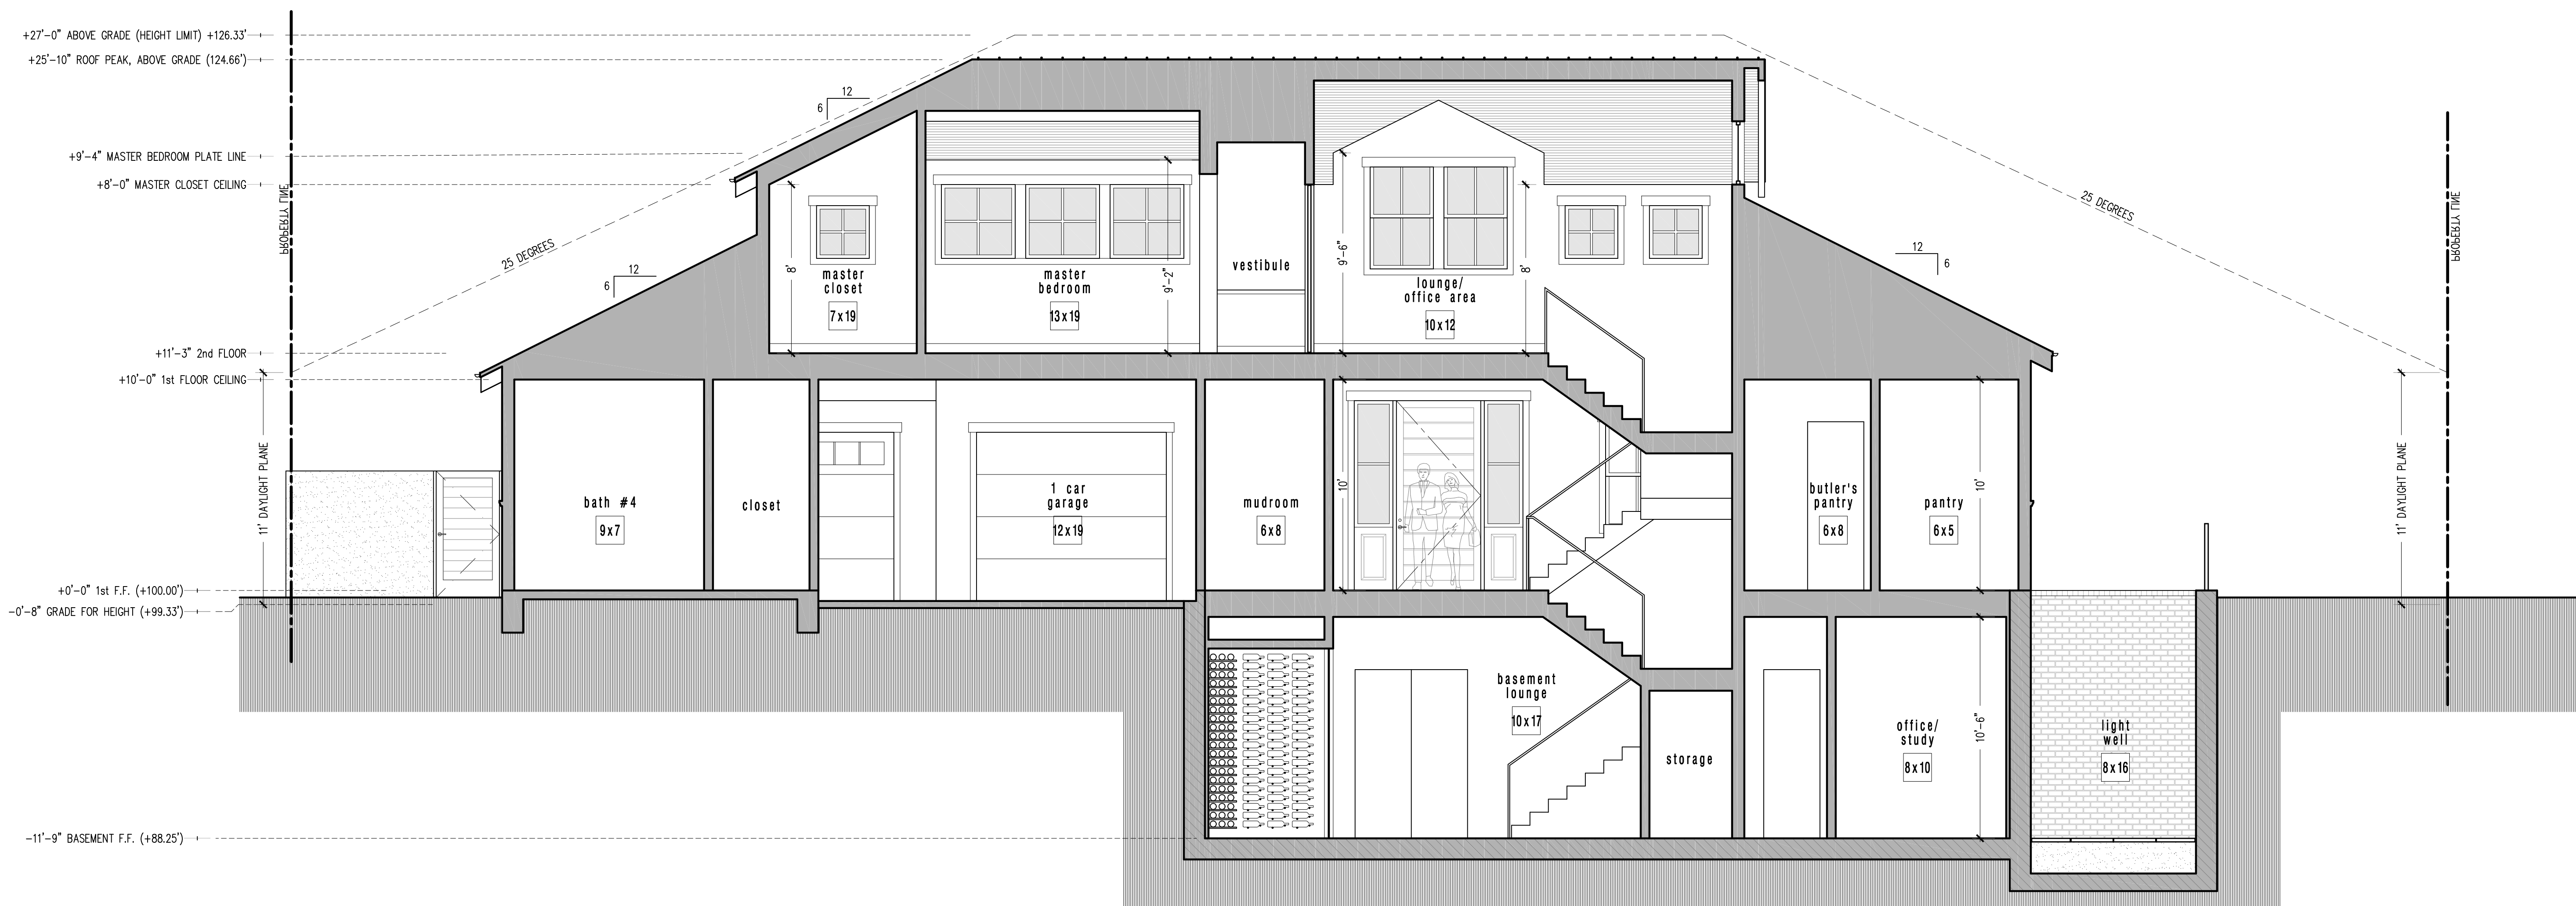 +27'-0" ABOVE GRADE (HEIGHT LIMIT) +126.33'
+25'-10" ROOF PEAK, ABOVE GRADE (124.66')
12
6
+9'-4" MASTER BEDROOM PLATE LINE
+8'-0" MASTER CLOSET CEILING
PROPERTY LINE
25 DEGREES
12
6
8'
master
closet
7x19
master
bedroom
13x19
9'-2"
vestibule
9'-6"
lounge/
office area
10x12
8'
12
6
25 DEGREES
PROPERTY LINE
+11'-3" 2nd FLOOR
+10'-0" 1st FLOOR CEILING
11' DAYLIGHT PLANE
bath #4
9x7
closet
1 car
garage
12x19
mudroom
6x8
10'
butler's
pantry
6x8
pantry
6x5
10'
11' DAYLIGHT PLANE
+0'-0" 1st F.F. (+100.00')
-0'-8" GRADE FOR HEIGHT (+99.33')
basement
lounge
10x17
storage
office/
study
8x10
10'-6"
light
well
8x16
-11'-9" BASEMENT F.F. (+88.25')